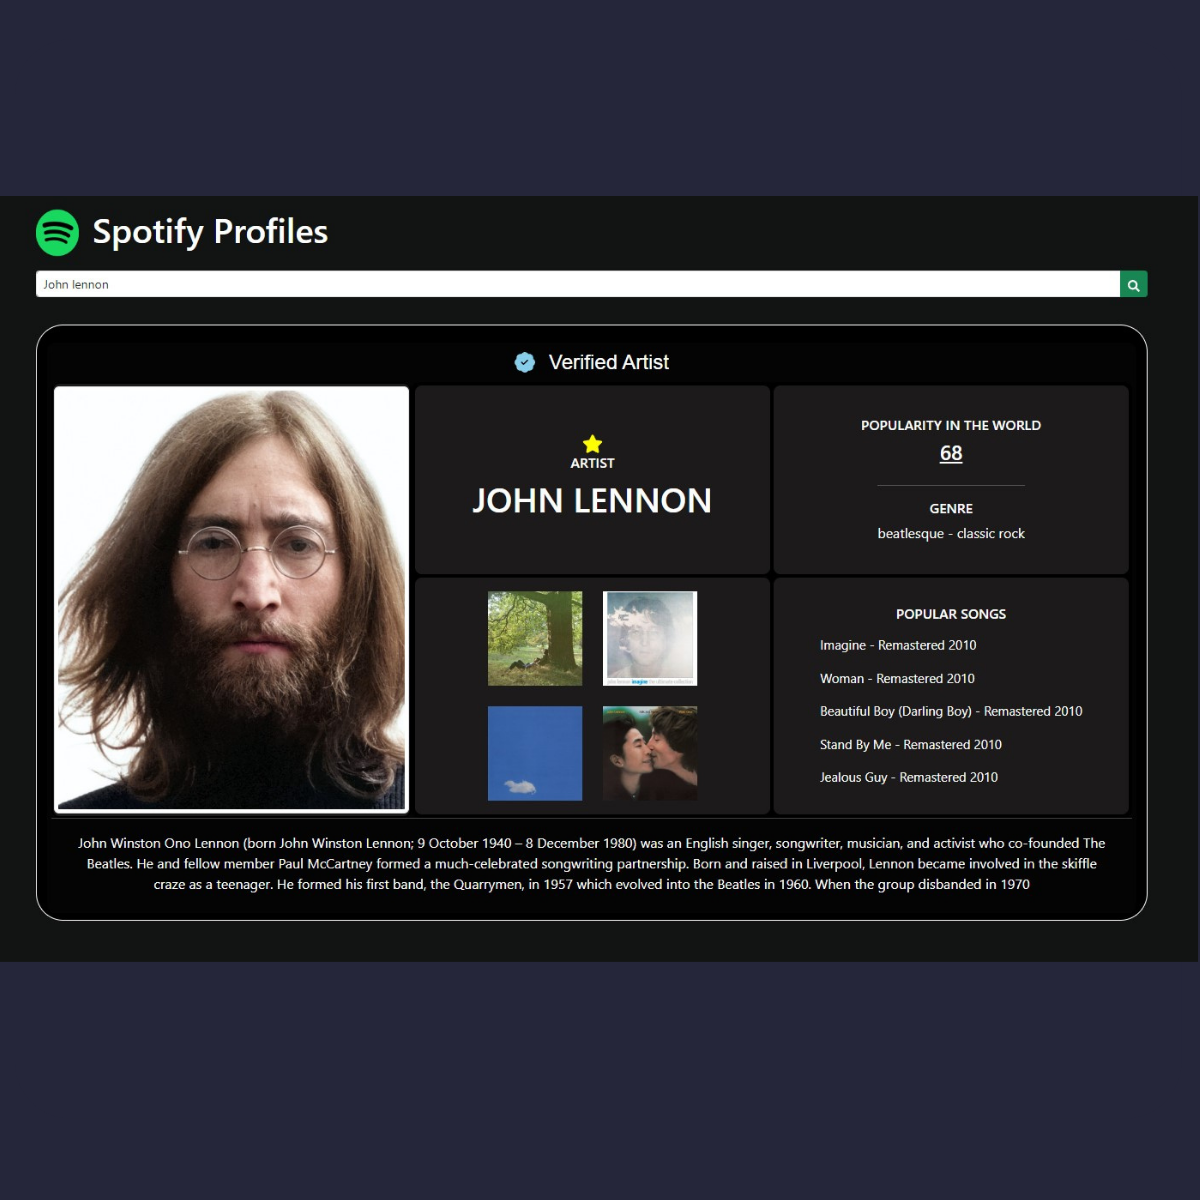 Spotify Profiles
John lennon
Verified Artist
ARTIST
JOHN LENNON
POPULARITY IN THE WORLD
68
GENRE
beatlesque - classic rock
POPULAR SONGS
Imagine - Remastered 2010
Woman - Remastered 2010
Beautiful Boy (Darling Boy) - Remastered 2010
Stand By Me - Remastered 2010
Jealous Guy - Remastered 2010
John Winston Ono Lennon (born John Winston Lennon; 9 October 1940 – 8 December 1980) was an English singer, songwriter, musician, and activist who co-founded The
Beatles. He and fellow member Paul McCartney formed a much-celebrated songwriting partnership. Born and raised in Liverpool, Lennon became involved in the skiffle
craze as a teenager. He formed his first band, the Quarrymen, in 1957 which evolved into the Beatles in 1960. When the group disbanded in 1970